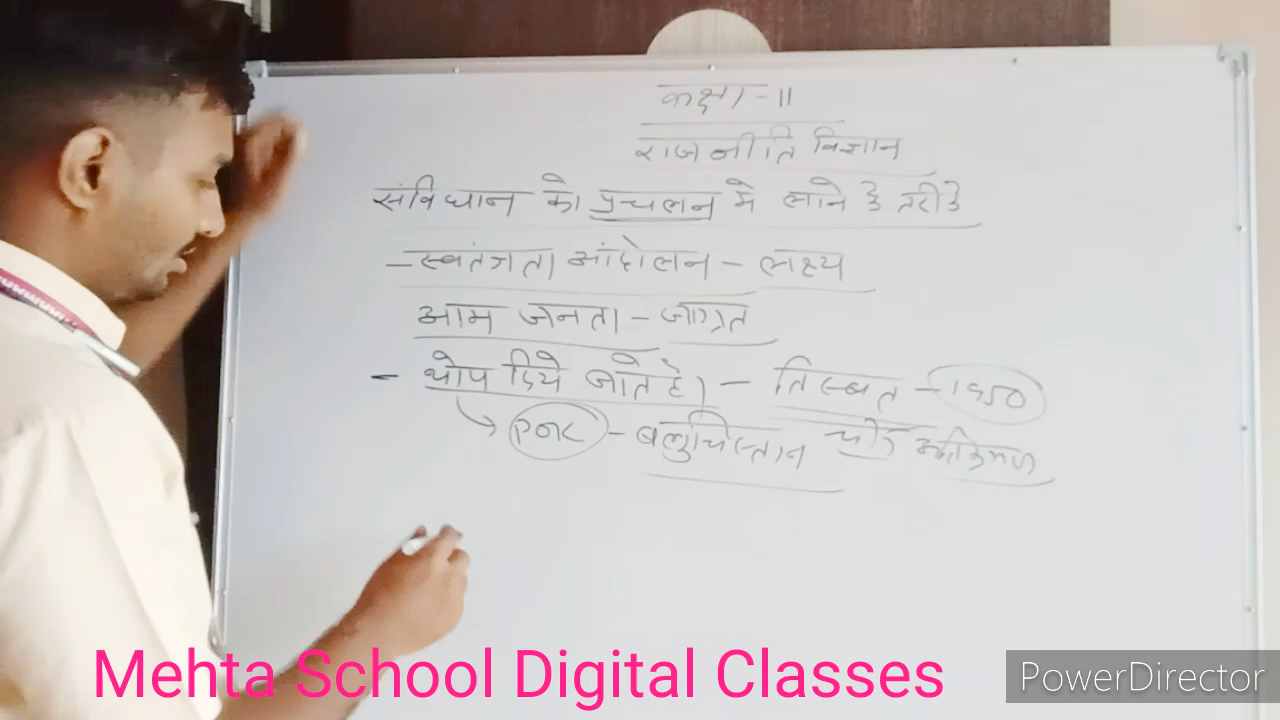 कक्षा - 11
राजनीति विज्ञान
संविधान को प्रचलन मे लाने के तरीके
- स्वतंत्रता आंदोलन - लक्ष्य
आम जनता - जाग्रत
- थोप दिये जाते है। - तिब्बत - 1950
→ POK - बलुचिस्तान
Mehta School Digital Classes
PowerDirector